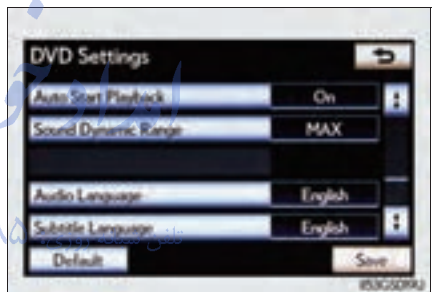 DVD Settings
Auto Start Playback On
Sound Dynamic Range MAX
Audio Language English
Subtitle Language English
Default Save